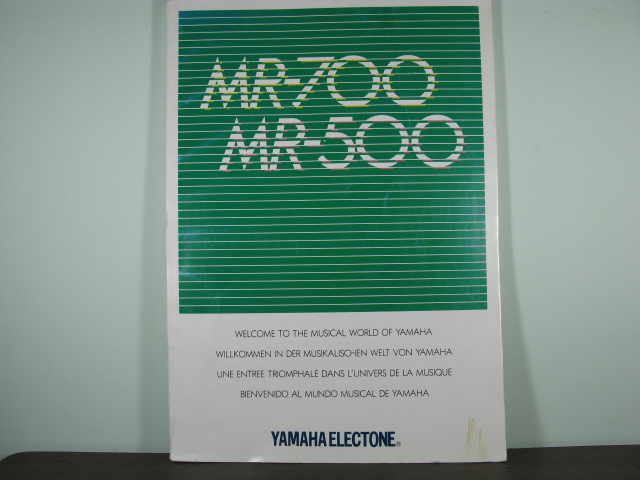 MR-700
MR-500
WELCOME TO THE MUSICAL WORLD OF YAMAHA
WILLKOMMEN IN DER MUSIKALISCHEN WELT VON YAMAHA
UNE ENTREE TRIOMPHALE DANS L'UNIVERS DE LA MUSIQUE
BIENVENIDO AL MUNDO MUSICAL DE YAMAHA
YAMAHA ELECTONE®